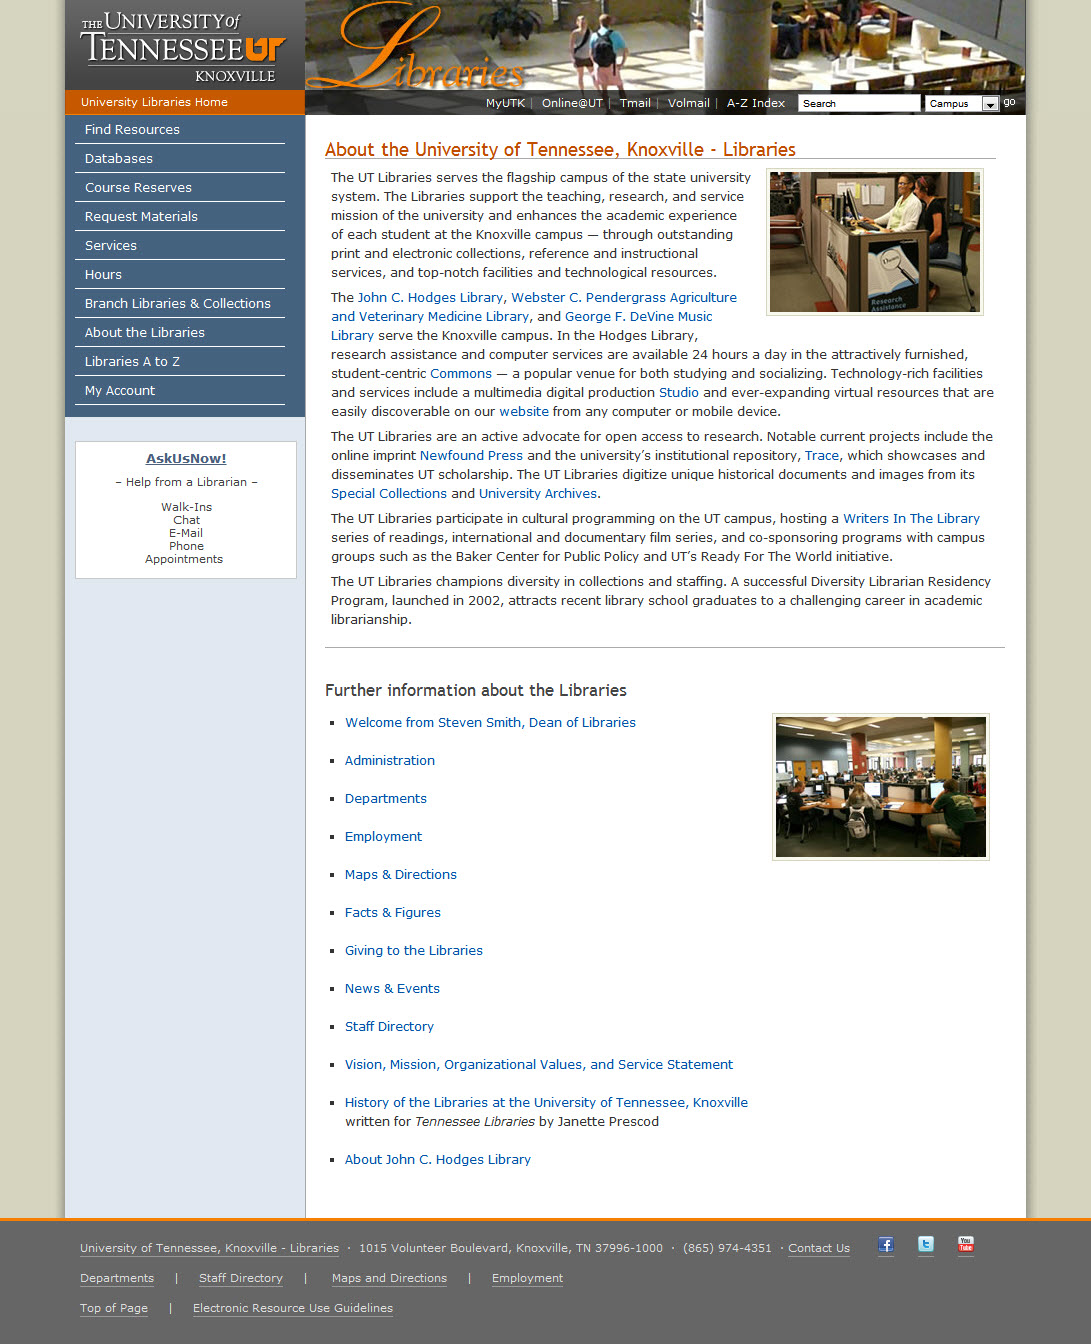 THE UNIVERSITY of
TENNESSEE UT
KNOXVILLE
Libraries
University Libraries Home
MyUTK | Online@UT | Tmail | Volmail | A-Z Index Search Campus go
Find Resources
Databases
Course Reserves
Request Materials
Services
Hours
Branch Libraries & Collections
About the Libraries
Libraries A to Z
My Account
AskUsNow!
– Help from a Librarian –
Walk-Ins
Chat
E-Mail
Phone
Appointments
About the University of Tennessee, Knoxville - Libraries
The UT Libraries serves the flagship campus of the state university
system. The Libraries support the teaching, research, and service
mission of the university and enhances the academic experience
of each student at the Knoxville campus — through outstanding
print and electronic collections, reference and instructional
services, and top-notch facilities and technological resources.
Research
Assistance
The John C. Hodges Library, Webster C. Pendergrass Agriculture
and Veterinary Medicine Library, and George F. DeVine Music
Library serve the Knoxville campus. In the Hodges Library,
research assistance and computer services are available 24 hours a day in the attractively furnished,
student-centric Commons — a popular venue for both studying and socializing. Technology-rich facilities
and services include a multimedia digital production Studio and ever-expanding virtual resources that are
easily discoverable on our website from any computer or mobile device.
The UT Libraries are an active advocate for open access to research. Notable current projects include the
online imprint Newfound Press and the university's institutional repository, Trace, which showcases and
disseminates UT scholarship. The UT Libraries digitize unique historical documents and images from its
Special Collections and University Archives.
The UT Libraries participate in cultural programming on the UT campus, hosting a Writers In The Library
series of readings, international and documentary film series, and co-sponsoring programs with campus
groups such as the Baker Center for Public Policy and UT's Ready For The World initiative.
The UT Libraries champions diversity in collections and staffing. A successful Diversity Librarian Residency
Program, launched in 2002, attracts recent library school graduates to a challenging career in academic
librarianship.
Further information about the Libraries
Welcome from Steven Smith, Dean of Libraries
Administration
Departments
Employment
Maps & Directions
Facts & Figures
Giving to the Libraries
News & Events
Staff Directory
Vision, Mission, Organizational Values, and Service Statement
History of the Libraries at the University of Tennessee, Knoxville
written for Tennessee Libraries by Janette Prescod
About John C. Hodges Library
University of Tennessee, Knoxville - Libraries · 1015 Volunteer Boulevard, Knoxville, TN 37996-1000 · (865) 974-4351 · Contact Us f t You Tube
Departments | Staff Directory | Maps and Directions | Employment
Top of Page | Electronic Resource Use Guidelines